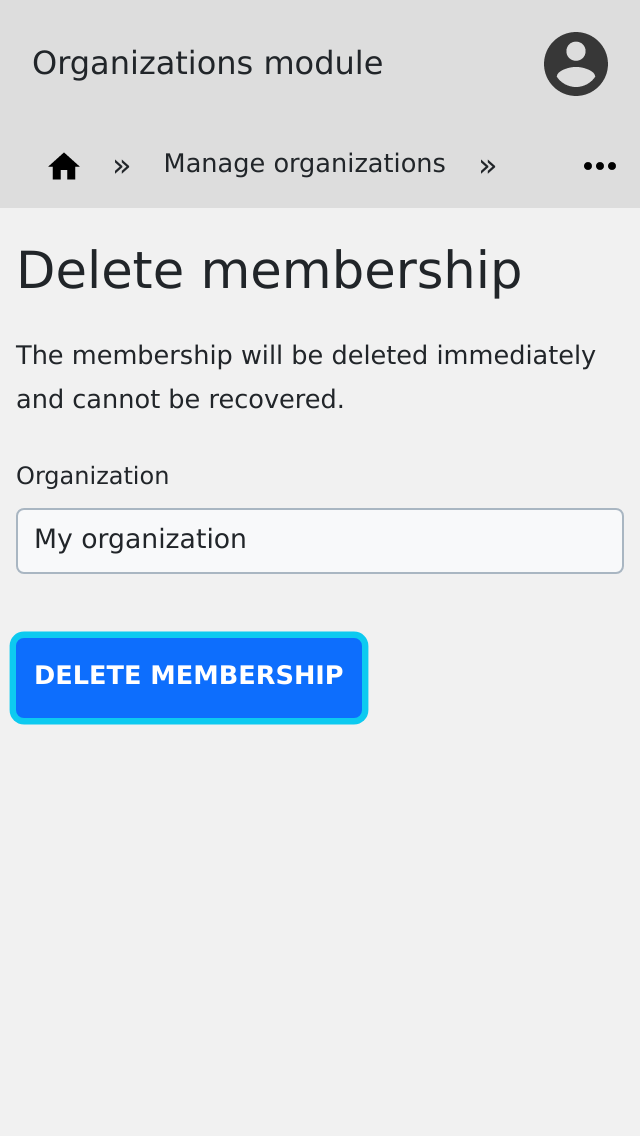 Organizations module
» Manage organizations »
Delete membership
The membership will be deleted immediately
and cannot be recovered.
Organization
My organization
DELETE MEMBERSHIP